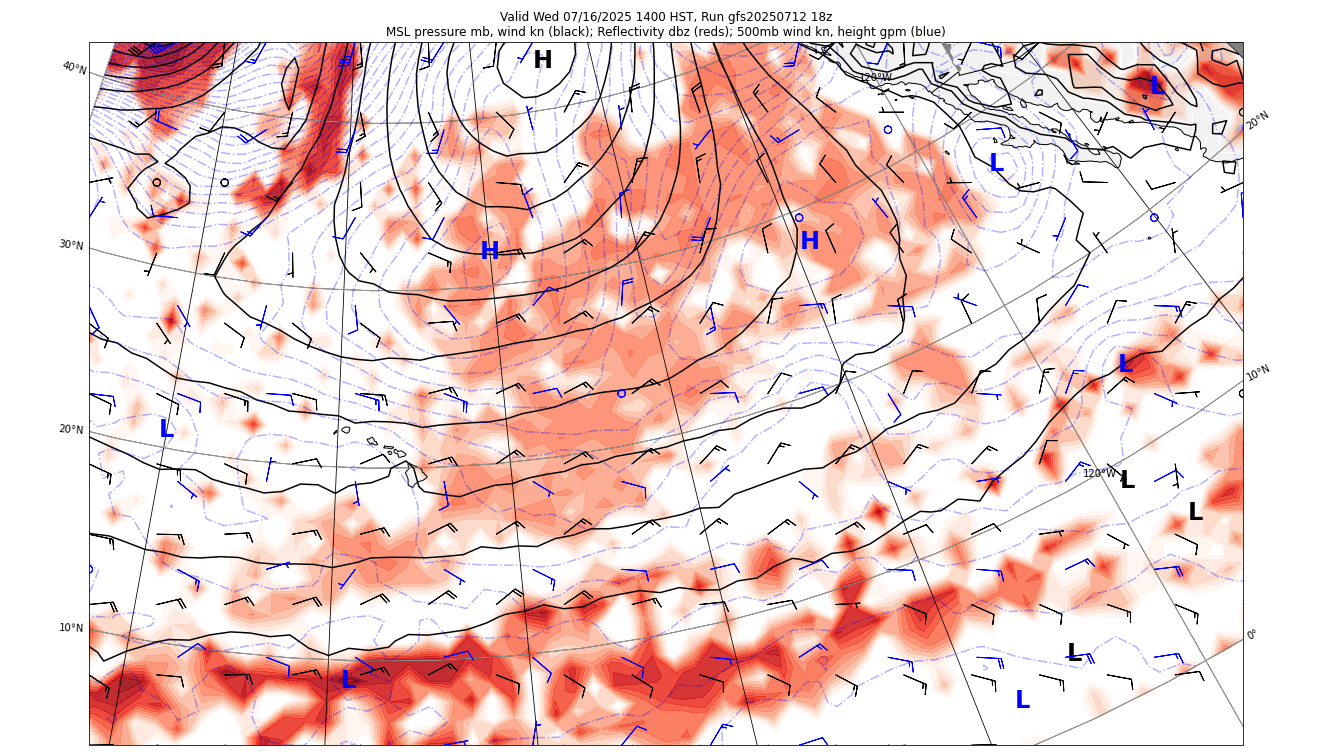 Valid Wed 07/16/2025 1400 HST, Run gfs20250712 18z
MSL pressure mb, wind kn (black); Reflectivity dbz (reds); 500mb wind kn, height gpm (blue)
H
40°N
120°W
L
20°N
L
H
H
30°N
L
10°N
L
20°N
120°W
L
L
10°N
0°
L
L
L